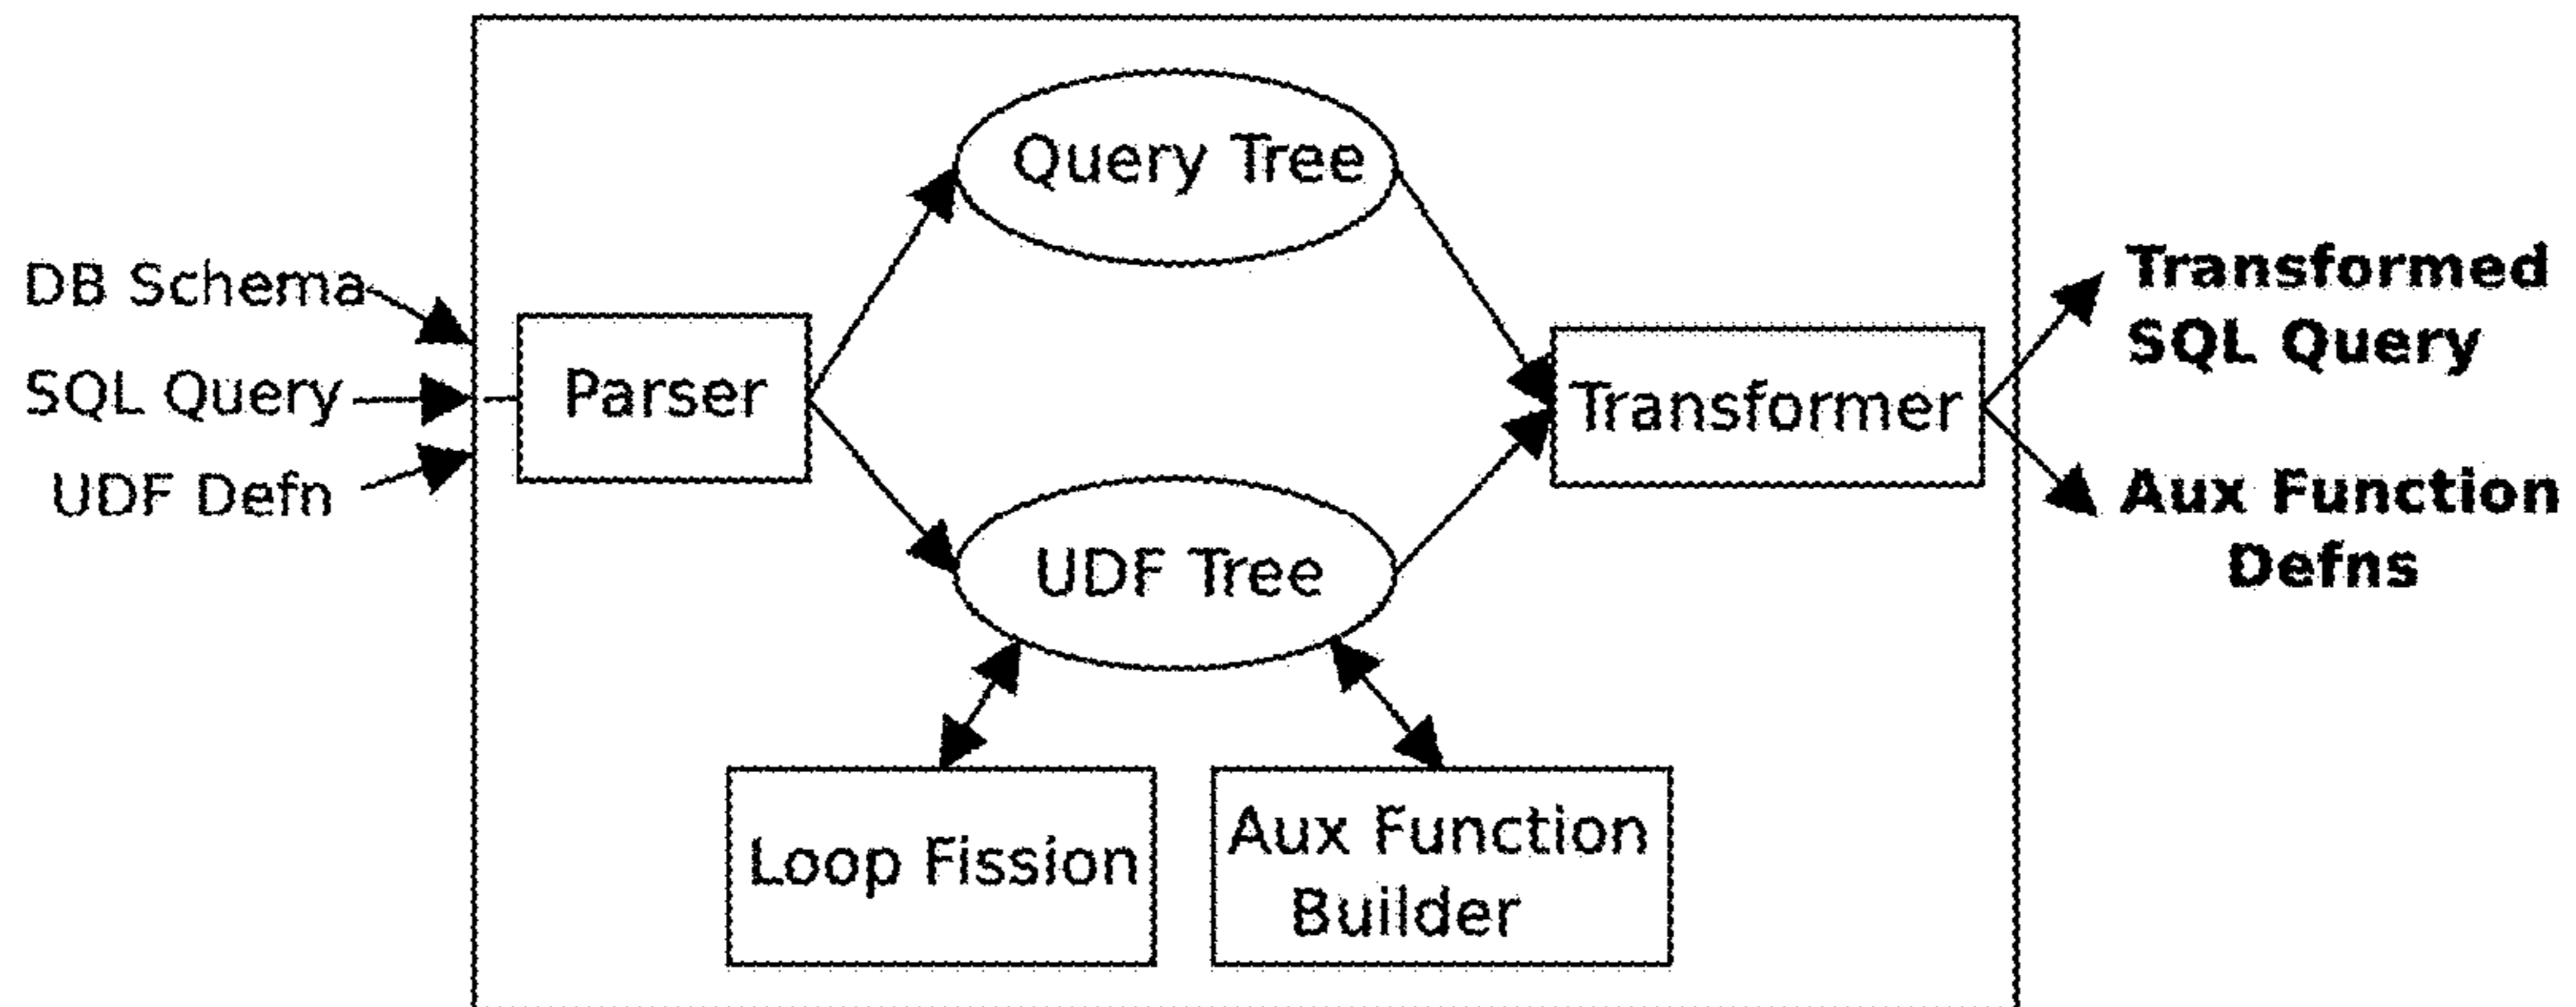 Query Tree
DB Schema
SQL Query
UDF Defn
Parser
Transformer
Transformed
SQL Query
Aux Function
Defns
UDF Tree
Loop Fission
Aux Function
Builder